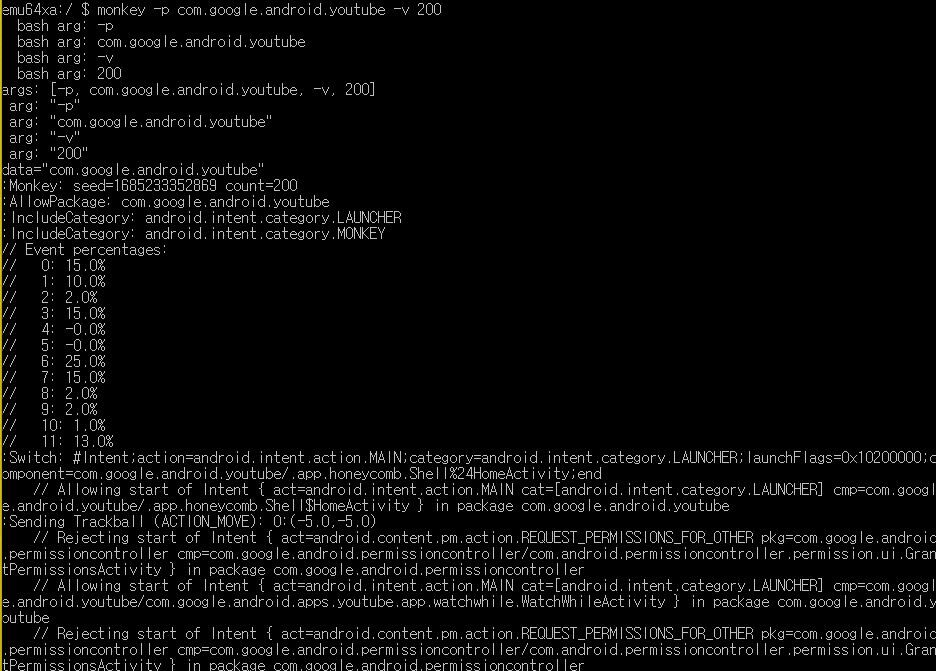 emu64xa:/ $ monkey -p com.google.android.youtube -v 200
  bash arg: -p
  bash arg: com.google.android.youtube
  bash arg: -v
  bash arg: 200
args: [-p, com.google.android.youtube, -v, 200]
 arg: "-p"
 arg: "com.google.android.youtube"
 arg: "-v"
 arg: "200"
data="com.google.android.youtube"
:Monkey: seed=1685233352869 count=200
:AllowPackage: com.google.android.youtube
:IncludeCategory: android.intent.category.LAUNCHER
:IncludeCategory: android.intent.category.MONKEY
// Event percentages:
//   0: 15.0%
//   1: 10.0%
//   2: 2.0%
//   3: 15.0%
//   4: -0.0%
//   5: -0.0%
//   6: 25.0%
//   7: 15.0%
//   8: 2.0%
//   9: 2.0%
//   10: 1.0%
//   11: 13.0%
:Switch: #Intent;action=android.intent.action.MAIN;category=android.intent.category.LAUNCHER;launchFlags=0x10200000;c
omponent=com.google.android.youtube/.app.honeycomb.Shell%24HomeActivity;end
    // Allowing start of Intent { act=android.intent.action.MAIN cat=[android.intent.category.LAUNCHER] cmp=com.googl
e.android.youtube/.app.honeycomb.Shell$HomeActivity } in package com.google.android.youtube
:Sending Trackball (ACTION_MOVE): 0:(-5.0,-5.0)
    // Rejecting start of Intent { act=android.content.pm.action.REQUEST_PERMISSIONS_FOR_OTHER pkg=com.google.android
.permissioncontroller cmp=com.google.android.permissioncontroller/com.android.permissioncontroller.permission.ui.Gran
tPermissionsActivity } in package com.google.android.permissioncontroller
    // Allowing start of Intent { act=android.intent.action.MAIN cat=[android.intent.category.LAUNCHER] cmp=com.googl
e.android.youtube/com.google.android.apps.youtube.app.watchwhile.WatchWhileActivity } in package com.google.android.y
outube
    // Rejecting start of Intent { act=android.content.pm.action.REQUEST_PERMISSIONS_FOR_OTHER pkg=com.google.android
.permissioncontroller cmp=com.google.android.permissioncontroller/com.android.permissioncontroller.permission.ui.Gran
tPermissionsActivity } in package com.google.android.permissioncontroller